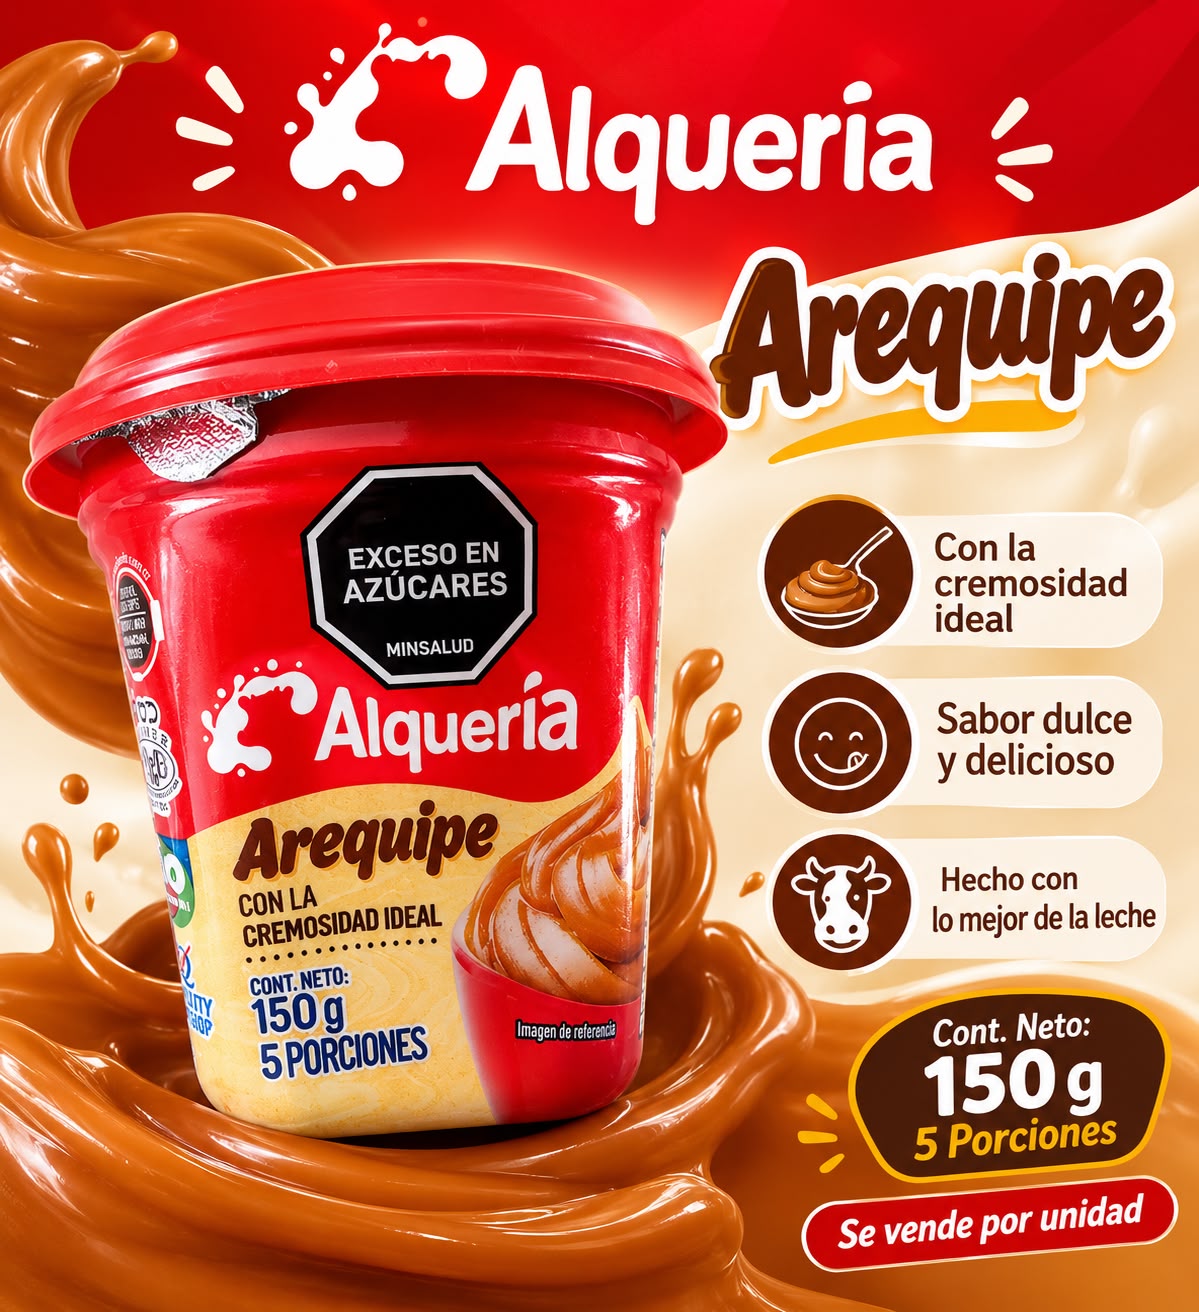 Alquería
Arequipe
Con la
cremosidad
ideal
Sabor dulce
y delicioso
Hecho con
lo mejor de la leche
Cont. Neto:
150 g
5 Porciones
Se vende por unidad
EXCESO EN
AZÚCARES
MINSALUD
Alquería
Arequipe
CON LA
CREMOSIDAD IDEAL
CONT. NETO:
150 g
5 PORCIONES
Imagen de referencia